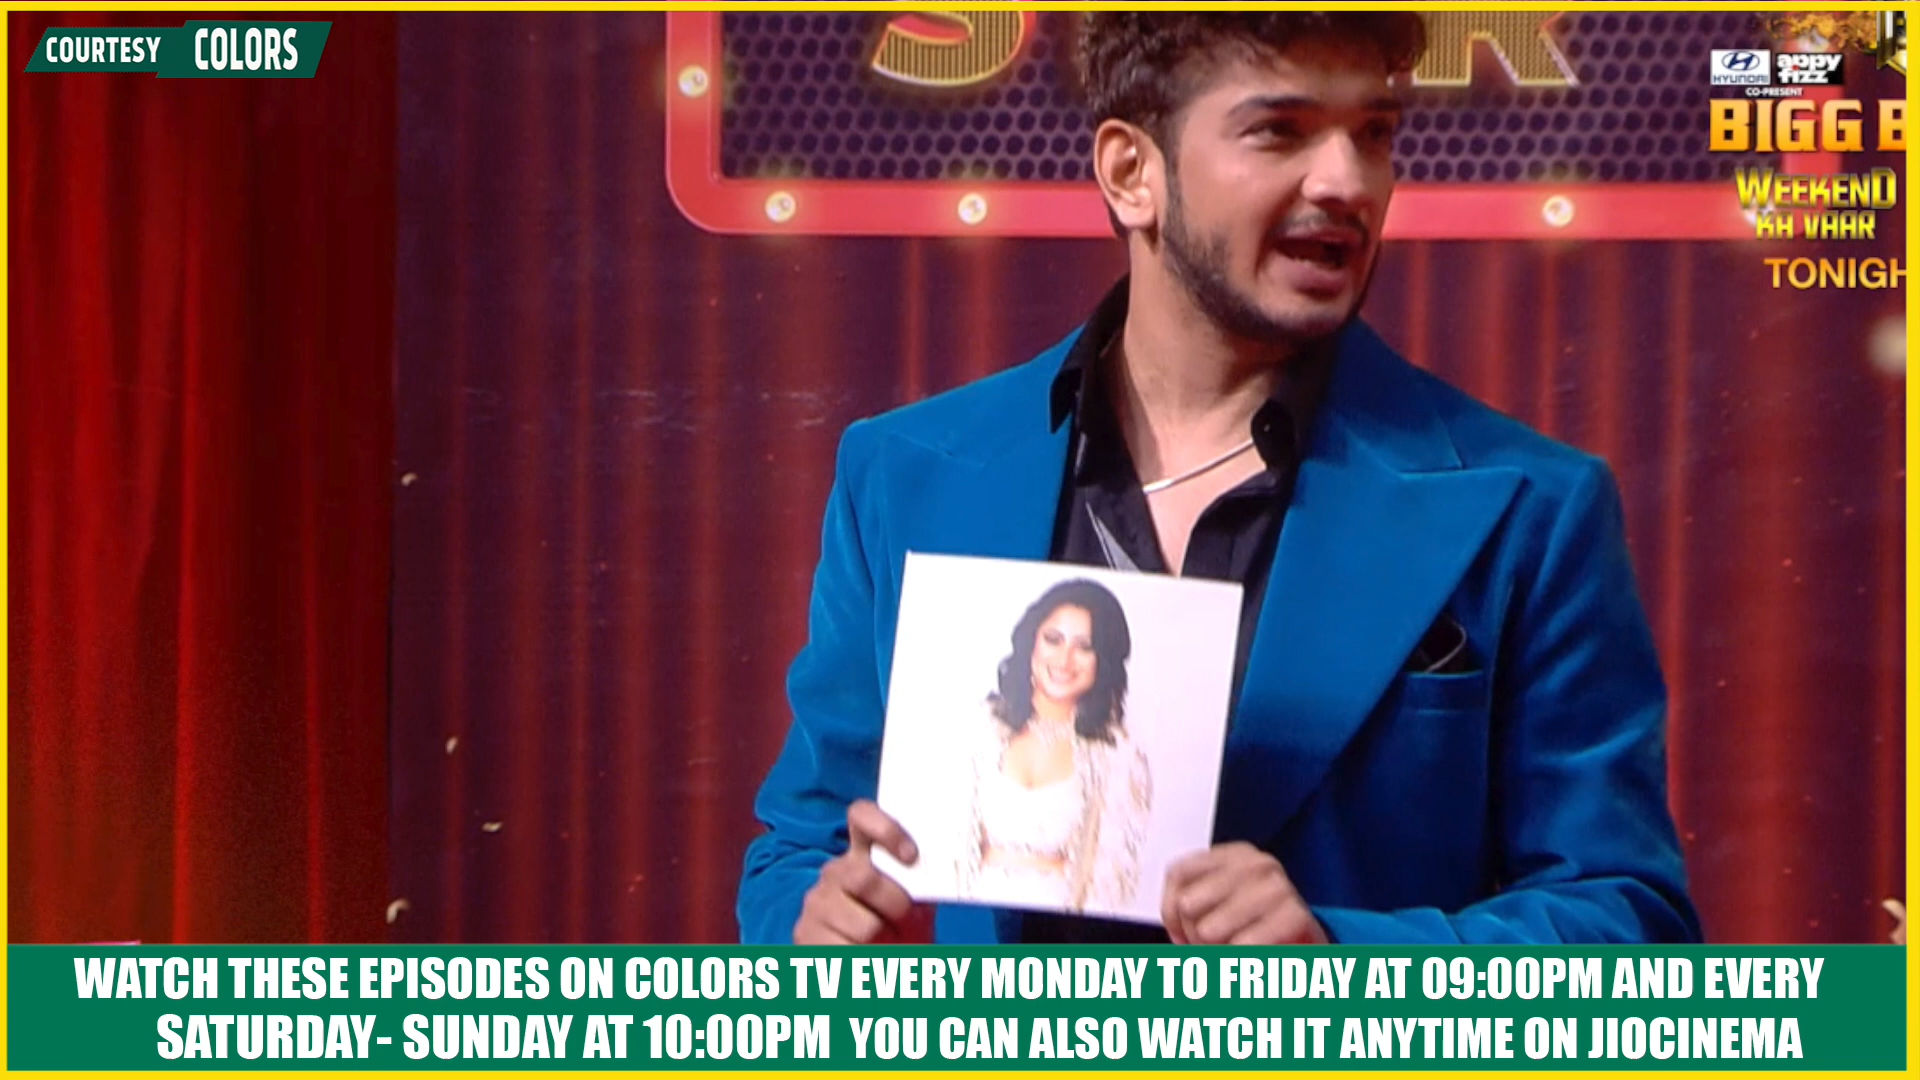 COURTESY COLORS
HYUNDAI appy fizz
CO-PRESENT
BIGG B
WEEKEND
KA VAAR
TONIGH
WATCH THESE EPISODES ON COLORS TV EVERY MONDAY TO FRIDAY AT 09:00PM AND EVERY
SATURDAY- SUNDAY AT 10:00PM YOU CAN ALSO WATCH IT ANYTIME ON JIOCINEMA